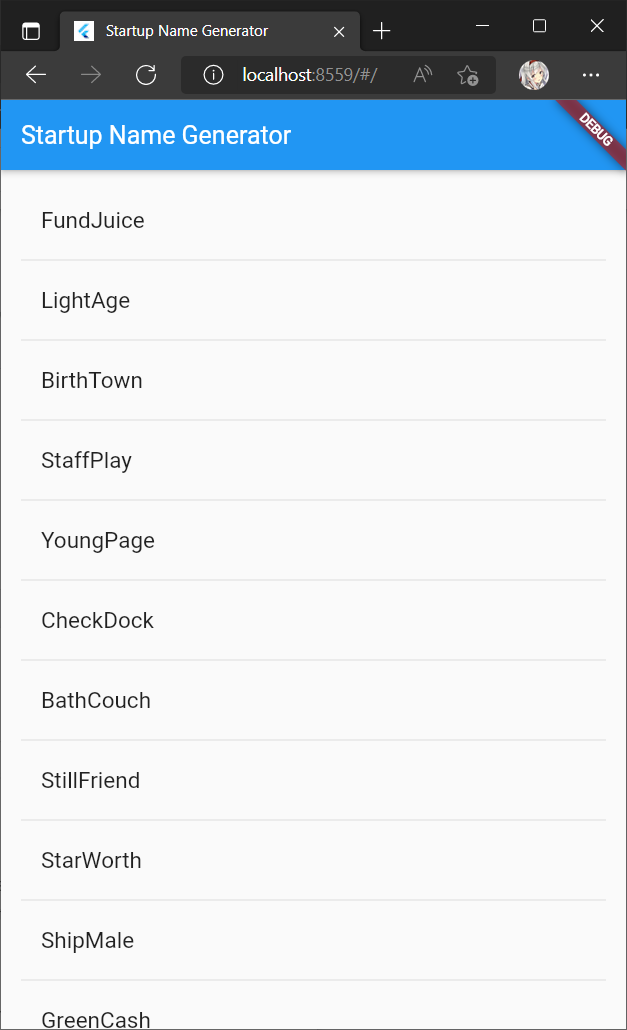 Startup Name Generator
localhost:8559/#/
Startup Name Generator
DEBUG
FundJuice
LightAge
BirthTown
StaffPlay
YoungPage
CheckDock
BathCouch
StillFriend
StarWorth
ShipMale
GreenCash